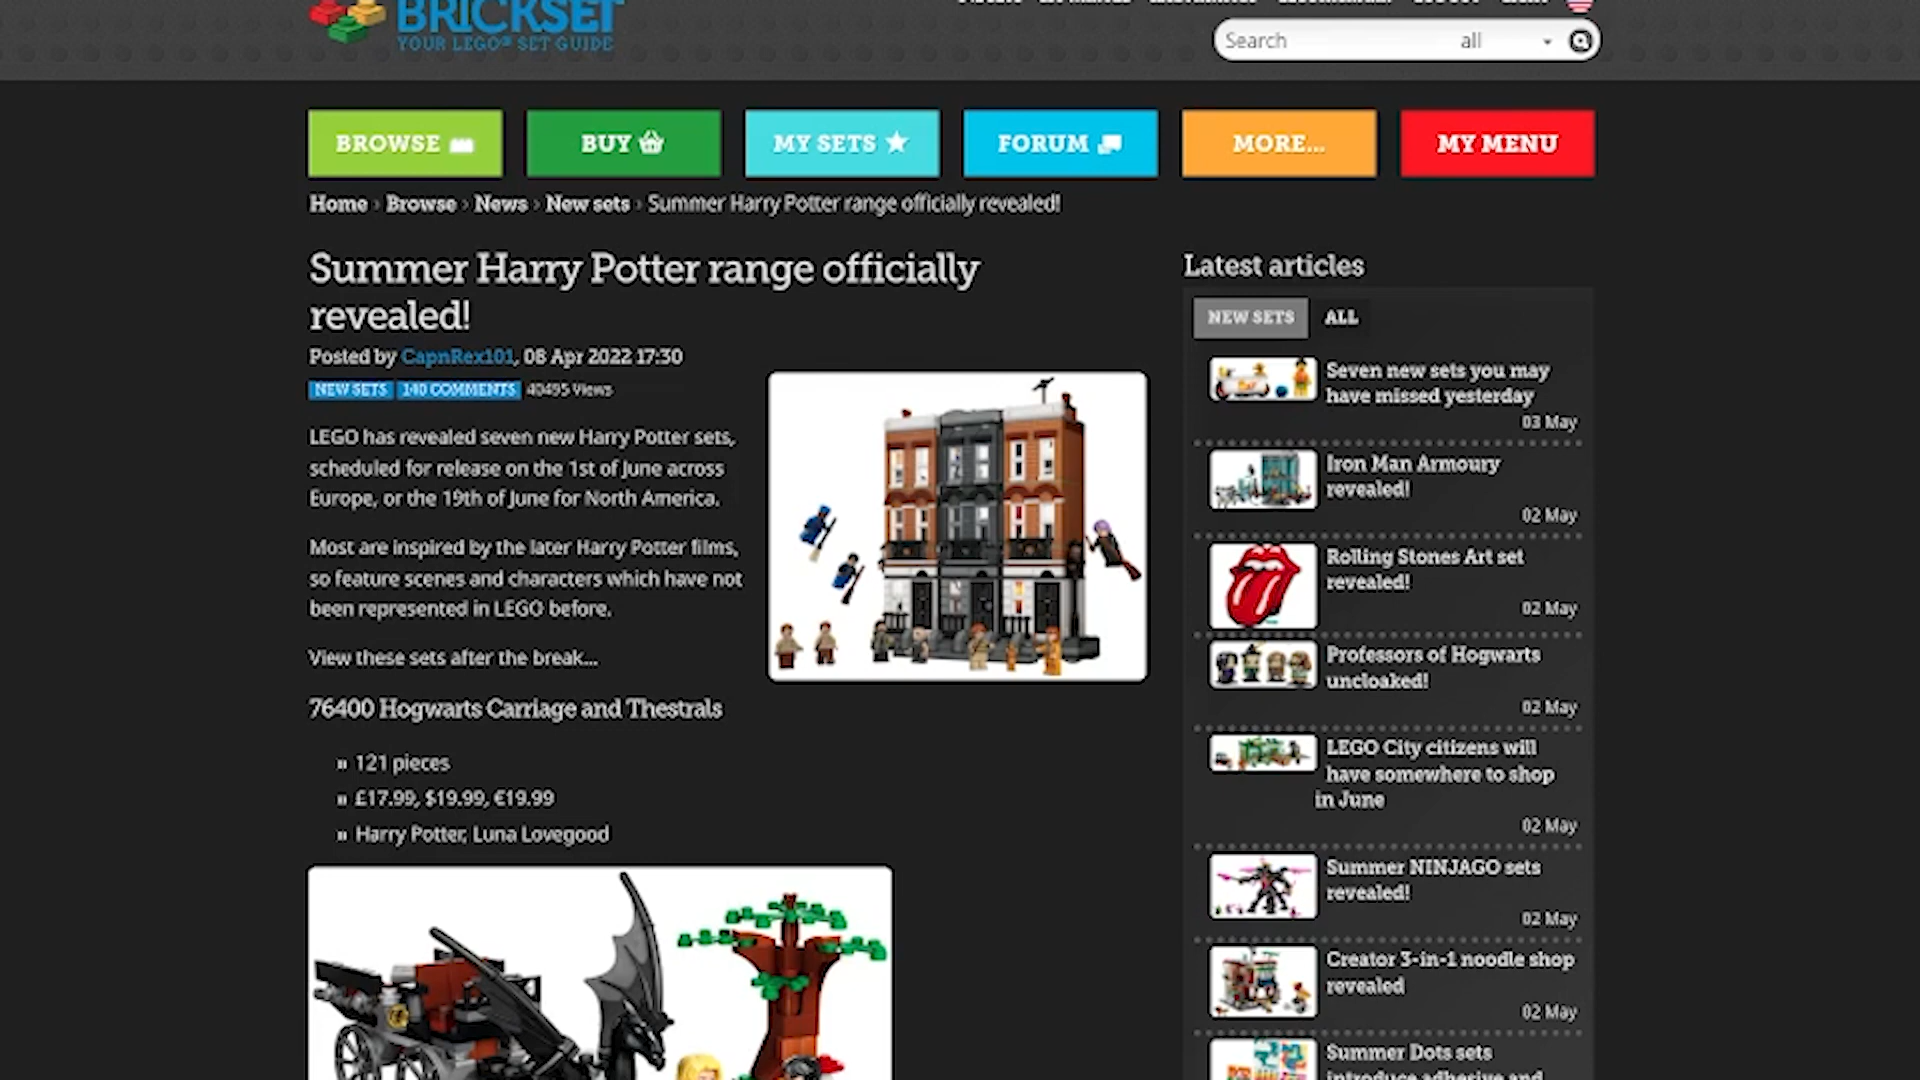 BRICKSET
YOUR LEGO® SET GUIDE
Search all
BROWSE
BUY
MY SETS
FORUM
MORE...
MY MENU
Home › Browse › News › New sets › Summer Harry Potter range officially revealed!
Summer Harry Potter range officially
revealed!
Posted by CapnRex101, 08 Apr 2022 17:30
NEW SETS 140 COMMENTS 40495 Views
LEGO has revealed seven new Harry Potter sets,
scheduled for release on the 1st of June across
Europe, or the 19th of June for North America.
Most are inspired by the later Harry Potter films,
so feature scenes and characters which have not
been represented in LEGO before.
View these sets after the break...
76400 Hogwarts Carriage and Thestrals
» 121 pieces
» £17.99, $19.99, €19.99
» Harry Potter, Luna Lovegood
Latest articles
NEW SETS ALL
Seven new sets you may
have missed yesterday
03 May
Iron Man Armoury
revealed!
02 May
Rolling Stones Art set
revealed!
02 May
Professors of Hogwarts
uncloaked!
02 May
LEGO City citizens will
have somewhere to shop
in June
02 May
Summer NINJAGO sets
revealed!
02 May
Creator 3-in-1 noodle shop
revealed
02 May
Summer Dots sets
introduce adhesive and